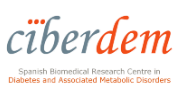 ciberdem
Spanish Biomedical Research Centre in
Diabetes and Associated Metabolic Disorders